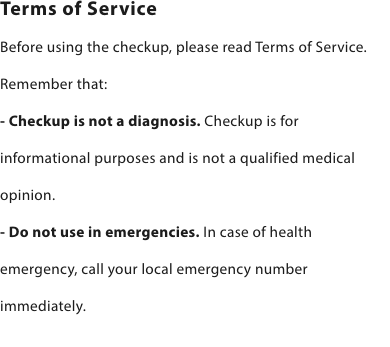 Terms of Service
Before using the checkup, please read Terms of Service.
Remember that:
- Checkup is not a diagnosis. Checkup is for
informational purposes and is not a qualified medical
opinion.
- Do not use in emergencies. In case of health
emergency, call your local emergency number
immediately.